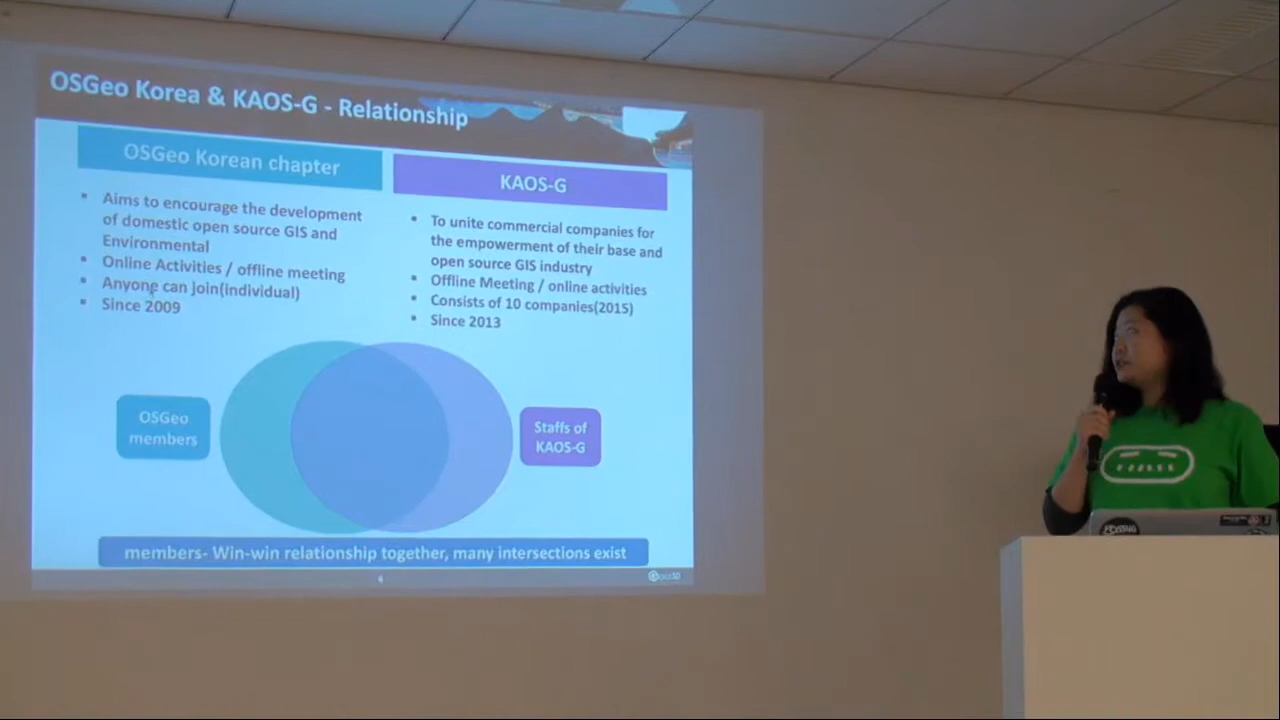 OSGeo Korea & KAOS-G - Relationship
OSGeo Korean chapter
▪ Aims to encourage the development
of domestic open source GIS and
Environmental
▪ Online Activities / offline meeting
▪ Anyone can join(individual)
▪ Since 2009
KAOS-G
▪ To unite commercial companies for
the empowerment of their base and
open source GIS industry
▪ Offline Meeting / online activities
▪ Consists of 10 companies(2015)
▪ Since 2013
OSGeo
members
Staffs of
KAOS-G
members- Win-win relationship together, many intersections exist
4